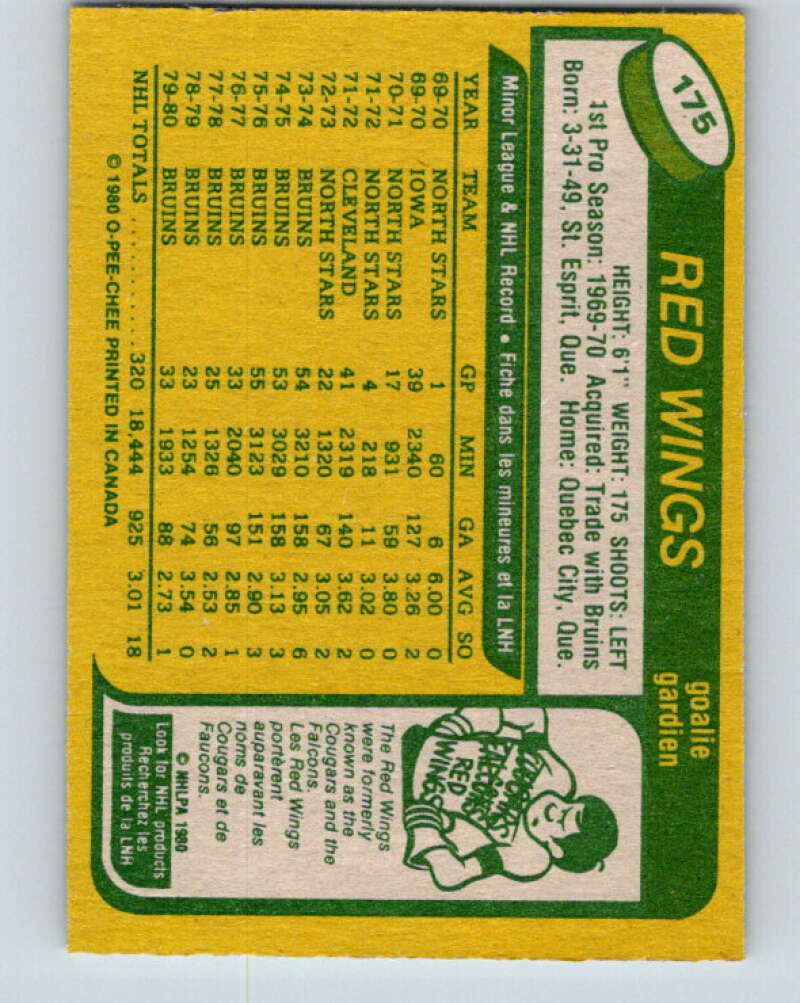 175
RED WINGS
goalie
gardien
HEIGHT: 6'1" WEIGHT: 175 SHOOTS: LEFT
1st Pro Season: 1969-70 Acquired: Trade with Bruins
Born: 3-31-49, St. Esprit, Que. Home: Quebec City, Que.
Minor League & NHL Record • Fiche dans les mineures et la LNH
YEAR TEAM GP MIN GA AVG SO
69-70 NORTH STARS 1 60 6 6.00 0
69-70 IOWA 39 2340 127 3.26 2
70-71 NORTH STARS 17 931 59 3.80 0
71-72 NORTH STARS 4 218 11 3.02 0
71-72 CLEVELAND 41 2319 140 3.62 2
72-73 NORTH STARS 22 1320 67 3.05 2
73-74 BRUINS 54 3210 158 2.95 6
74-75 BRUINS 53 3029 158 3.13 3
75-76 BRUINS 55 3123 151 2.90 3
76-77 BRUINS 33 2040 97 2.85 1
77-78 BRUINS 25 1326 56 2.53 2
78-79 BRUINS 23 1254 74 3.54 0
79-80 BRUINS 33 1933 88 2.73 1
NHL TOTALS .......... 320 18,444 925 3.01 18
© 1980 O-PEE-CHEE PRINTED IN CANADA
COUGARS
FALCONS
RED
WINGS
The Red Wings
were formerly
known as the
Cougars and the
Falcons.
Les Red Wings
portèrent
auparavant les
noms de
Cougars et de
Faucons.
© NHLPA 1980
Look for NHL products
Recherchez les
produits de la LNH